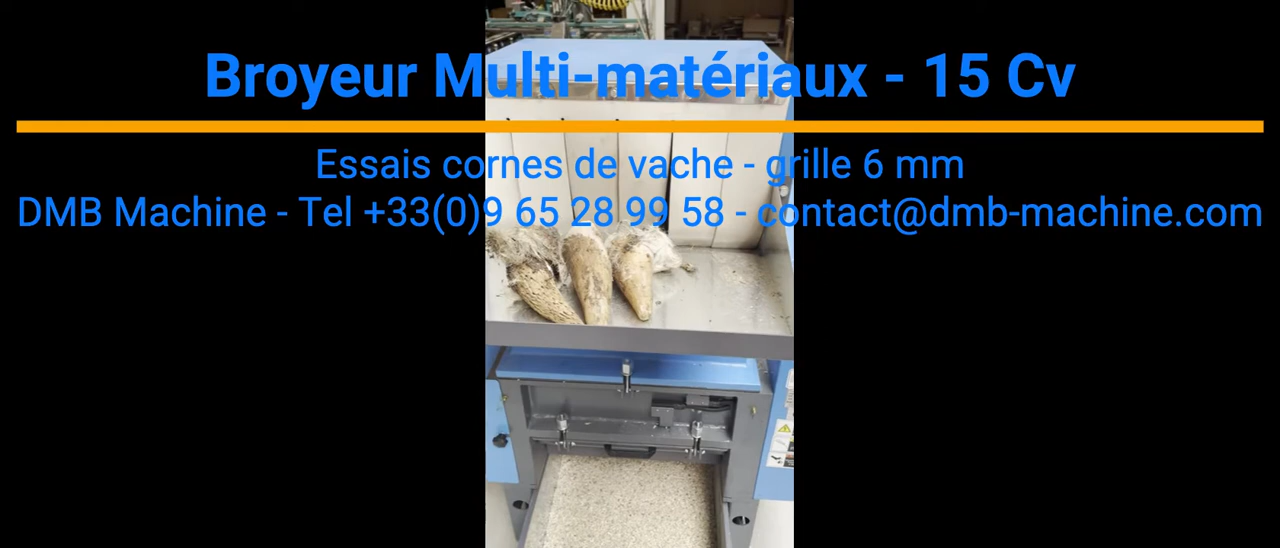 Broyeur Multi-matériaux - 15 Cv
Essais cornes de vache - grille 6 mm
DMB Machine - Tel +33(0)9 65 28 99 58 - contact@dmb-machine.com